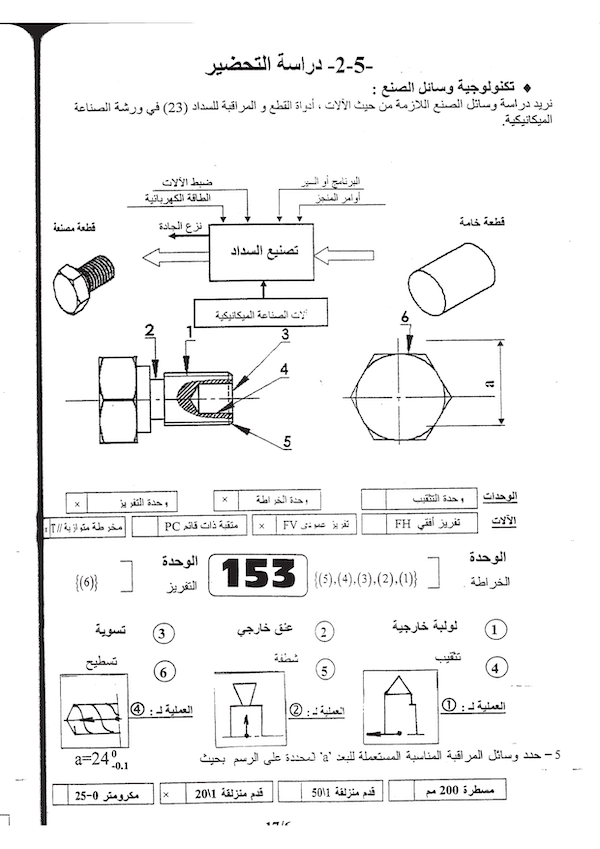 -2-5- دراسة التحضير
♦ تكنولوجية وسائل الصنع :
نريد دراسة وسائل الصنع اللازمة من حيث الآلات ، أدواة القطع و المراقبة للسداد (23) في ورشة الصناعة
الميكانيكية.
البرنامج أو السير
ضبط الآلات
أوامر المنجز
الطاقة الكهربائية
قطعة خامة
نزع الجادة
قطعة مصنعة
تصنيع السداد
آلات الصناعة الميكانيكية
6
2
1
3
4
5
a
الوحدات
وحدة التثقيب
وحدة الخراطة ×
وحدة التفريز ×
الآلات
تفريز أفقي FH
تفريز عمودي FV ×
مثقبة ذات قائم PC
مخرطة متوازية //T ×
الوحدة
الخراطة
{(1),(2),(3),(4),(5)}
153
الوحدة
التفريز
{(6)}
1 لولبة خارجية
2 عنق خارجي
3 تسوية
4 تثقيب
5 شطفة
6 تسطيح
العملية لـ : ①
العملية لـ : ②
العملية لـ : ④
5 – حدد وسائل المراقبة المناسبة المستعملة للبعد 'a' المحددة على الرسم بحيث
a=24 0 -0.1
مسطرة 200 مم
قدم منزلقة 1\50
قدم منزلقة 1\20 ×
مكرومتر 0-25
17/6